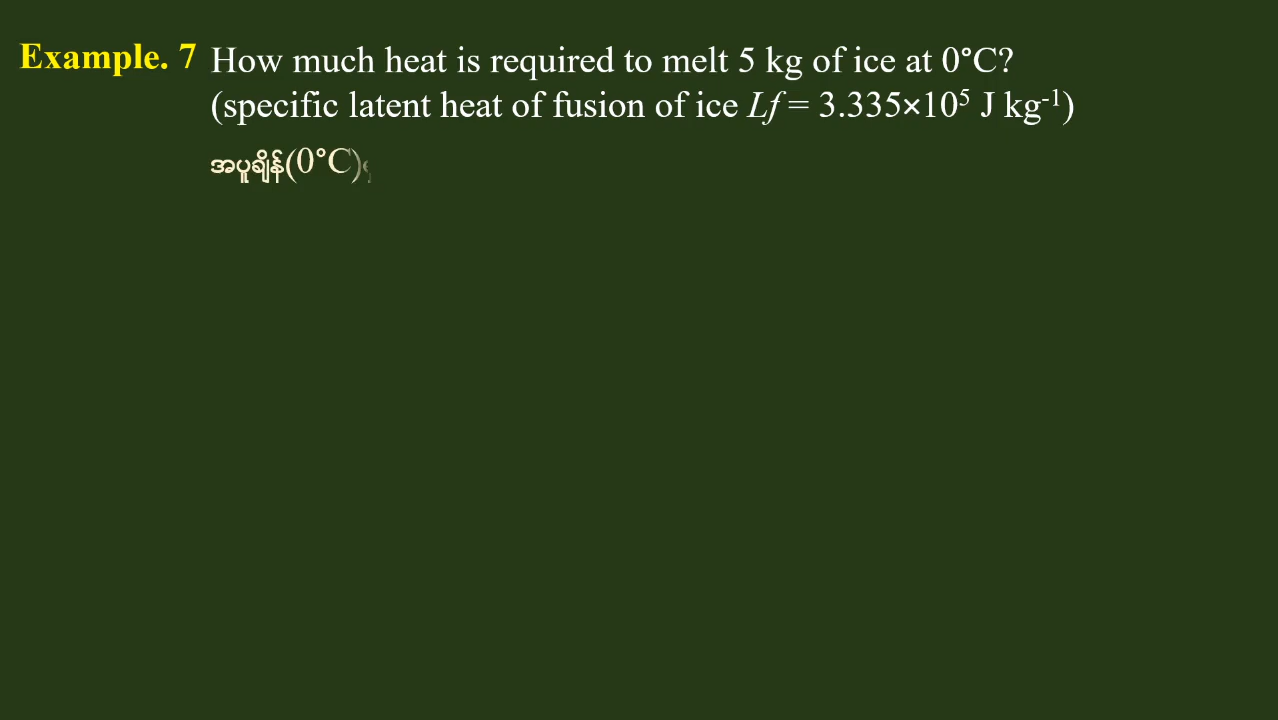 Example. 7 How much heat is required to melt 5 kg of ice at 0°C?
(specific latent heat of fusion of ice Lf = 3.335×10⁵ J kg⁻¹)
အပူချိန်(0°C)